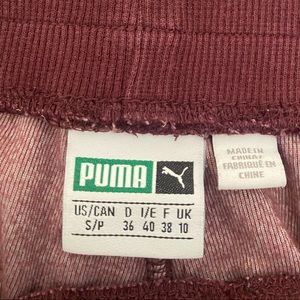 PUMA
US/CAN D I/E F UK
S/P 36 40 38 10
MADE IN
CHINA/
FABRIQUÉ EN
CHINE